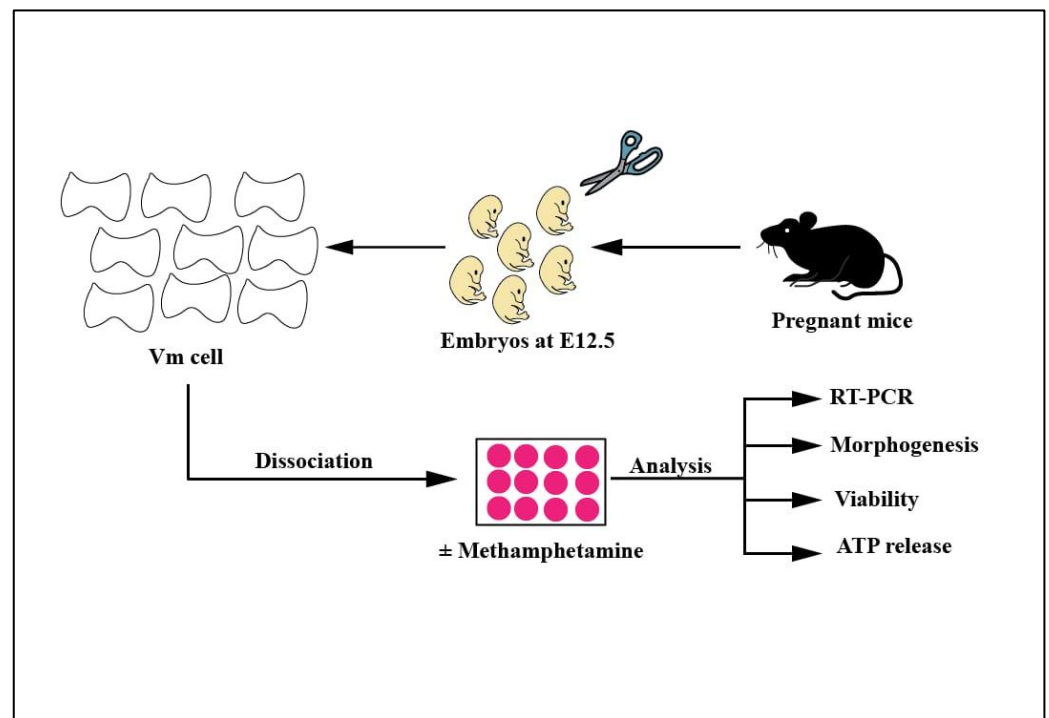 Pregnant mice
Embryos at E12.5
Vm cell
Dissociation
± Methamphetamine
Analysis
RT-PCR
Morphogenesis
Viability
ATP release